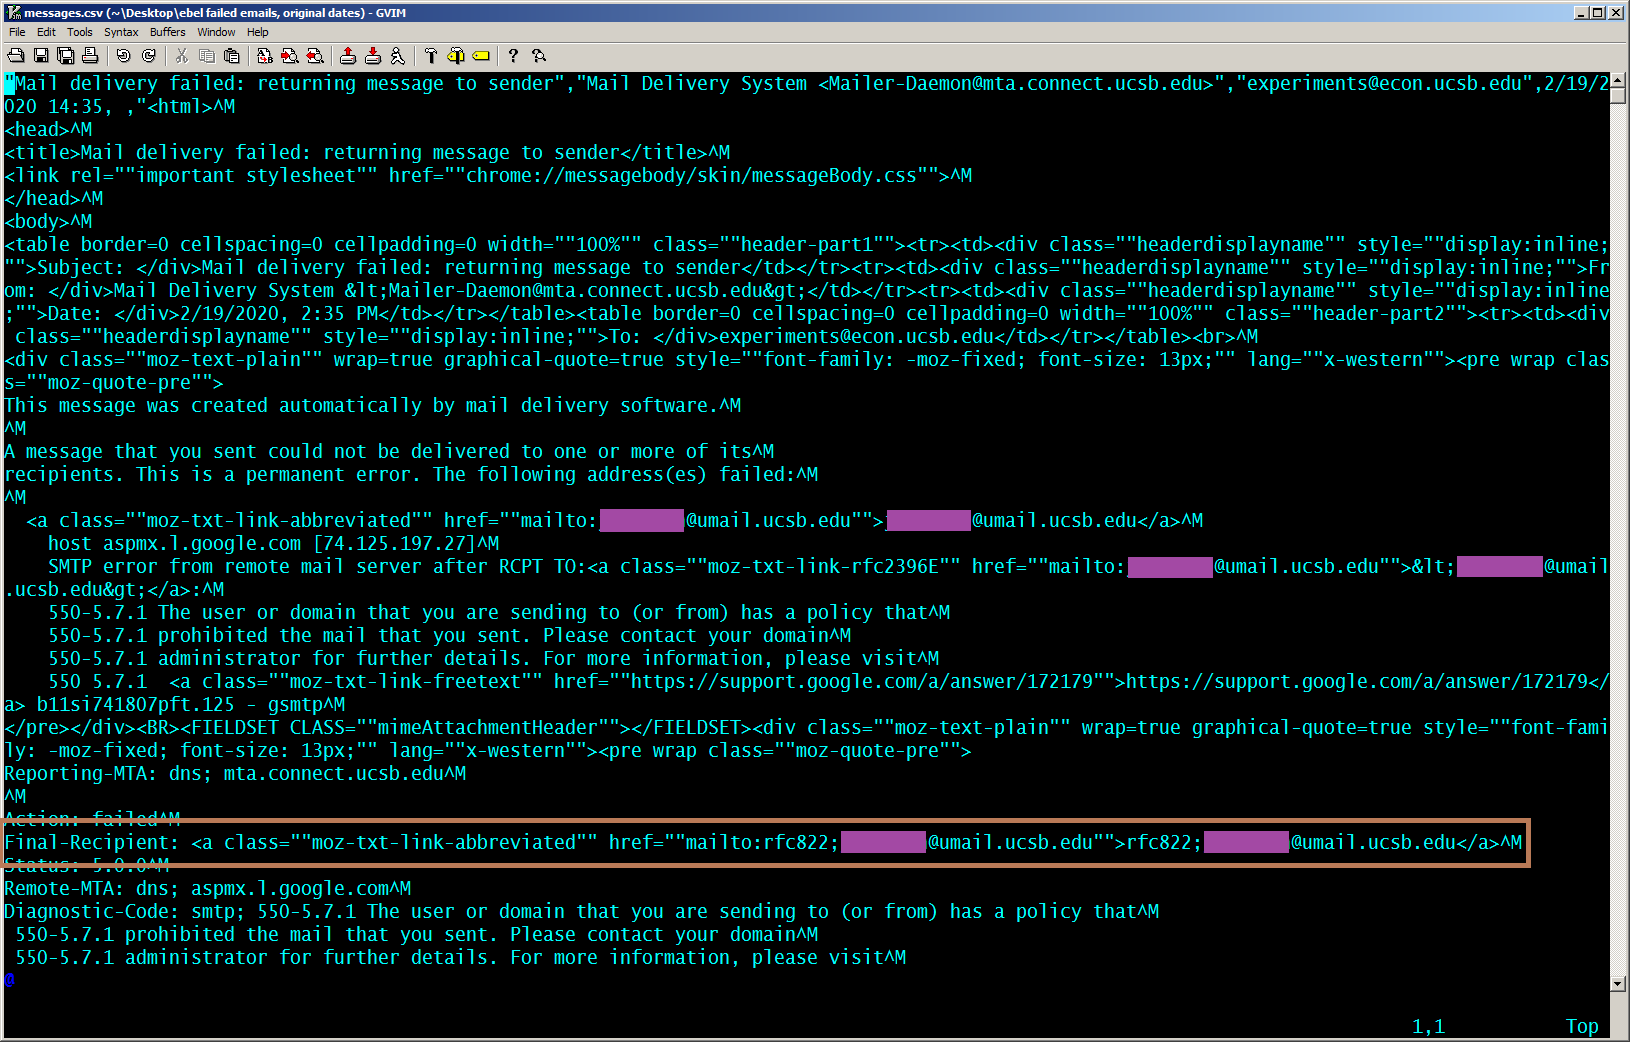 messages.csv (~\Desktop\ebel failed emails, original dates) - GVIM
File Edit Tools Syntax Buffers Window Help
"Mail delivery failed: returning message to sender","Mail Delivery System <Mailer-Daemon@mta.connect.ucsb.edu>","experiments@econ.ucsb.edu",2/19/2
020 14:35, ,"<html>^M
<head>^M
<title>Mail delivery failed: returning message to sender</title>^M
<link rel=""important stylesheet"" href=""chrome://messagebody/skin/messageBody.css"">^M
</head>^M
<body>^M
<table border=0 cellspacing=0 cellpadding=0 width=""100%"" class=""header-part1""><tr><td><div class=""headerdisplayname"" style=""display:inline;
"">Subject: </div>Mail delivery failed: returning message to sender</td></tr><tr><td><div class=""headerdisplayname"" style=""display:inline;"">Fr
om: </div>Mail Delivery System &lt;Mailer-Daemon@mta.connect.ucsb.edu&gt;</td></tr><tr><td><div class=""headerdisplayname"" style=""display:inline
;"">Date: </div>2/19/2020, 2:35 PM</td></tr></table><table border=0 cellspacing=0 cellpadding=0 width=""100%"" class=""header-part2""><tr><td><div
 class=""headerdisplayname"" style=""display:inline;"">To: </div>experiments@econ.ucsb.edu</td></tr></table><br>^M
<div class=""moz-text-plain"" wrap=true graphical-quote=true style=""font-family: -moz-fixed; font-size: 13px;"" lang=""x-western""><pre wrap clas
s=""moz-quote-pre"">
This message was created automatically by mail delivery software.^M
^M
A message that you sent could not be delivered to one or more of its^M
recipients. This is a permanent error. The following address(es) failed:^M
^M
  <a class=""moz-txt-link-abbreviated"" href=""mailto:@umail.ucsb.edu"">@umail.ucsb.edu</a>^M
    host aspmx.l.google.com [74.125.197.27]^M
    SMTP error from remote mail server after RCPT TO:<a class=""moz-txt-link-rfc2396E"" href=""mailto:@umail.ucsb.edu"">&lt;@umail
.ucsb.edu&gt;</a>:^M
    550-5.7.1 The user or domain that you are sending to (or from) has a policy that^M
    550-5.7.1 prohibited the mail that you sent. Please contact your domain^M
    550-5.7.1 administrator for further details. For more information, please visit^M
    550 5.7.1  <a class=""moz-txt-link-freetext"" href=""https://support.google.com/a/answer/172179"">https://support.google.com/a/answer/172179</
a> b11si741807pft.125 - gsmtp^M
</pre></div><BR><FIELDSET CLASS=""mimeAttachmentHeader""></FIELDSET><div class=""moz-text-plain"" wrap=true graphical-quote=true style=""font-fami
ly: -moz-fixed; font-size: 13px;"" lang=""x-western""><pre wrap class=""moz-quote-pre"">
Reporting-MTA: dns; mta.connect.ucsb.edu^M
^M
Action: failed^M
Final-Recipient: <a class=""moz-txt-link-abbreviated"" href=""mailto:rfc822;@umail.ucsb.edu"">rfc822;@umail.ucsb.edu</a>^M
Status: 5.0.0^M
Remote-MTA: dns; aspmx.l.google.com^M
Diagnostic-Code: smtp; 550-5.7.1 The user or domain that you are sending to (or from) has a policy that^M
 550-5.7.1 prohibited the mail that you sent. Please contact your domain^M
 550-5.7.1 administrator for further details. For more information, please visit^M
@
1,1 Top